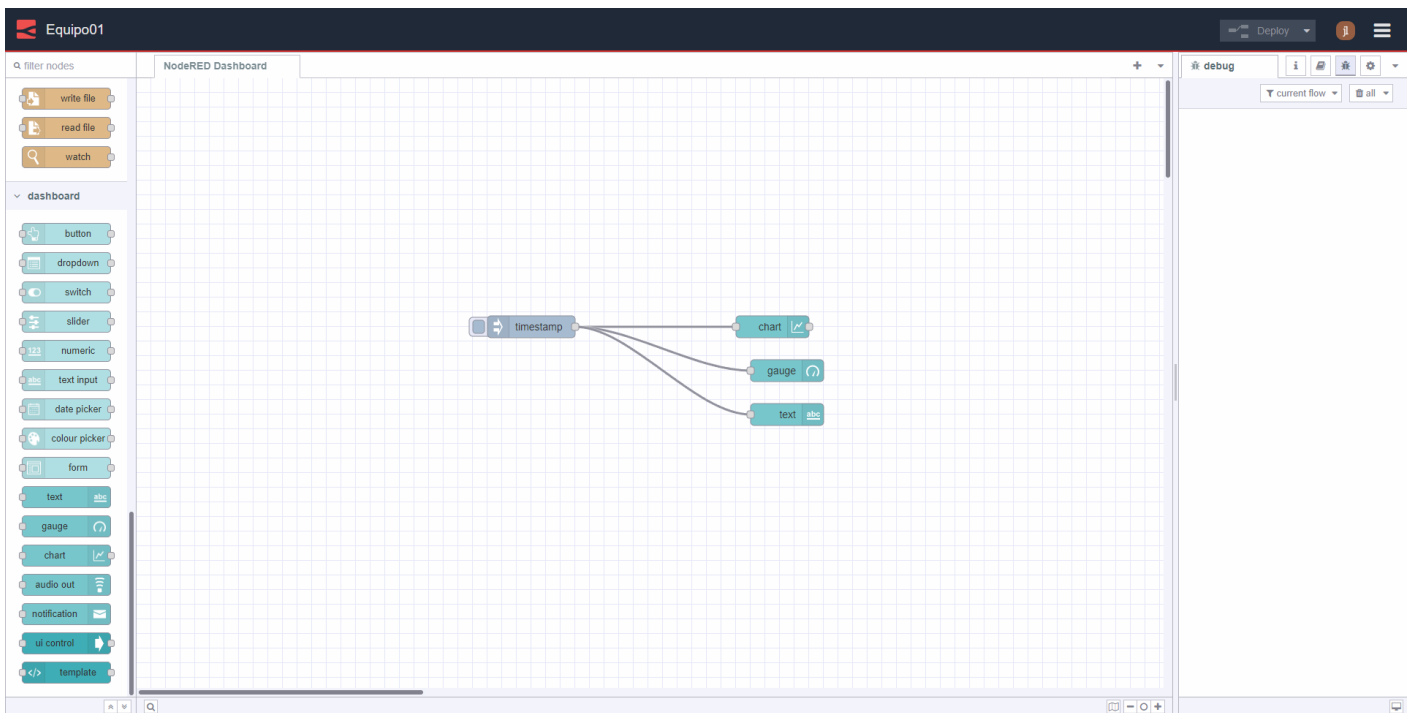 Equipo01
Deploy
jl
filter nodes
NodeRED Dashboard
debug
i
current flow
all
write file
read file
watch
dashboard
button
dropdown
switch
slider
123 numeric
abc text input
date picker
colour picker
form
text abc
gauge
chart
audio out
notification
ui control
</> template
timestamp
chart
gauge
text abc